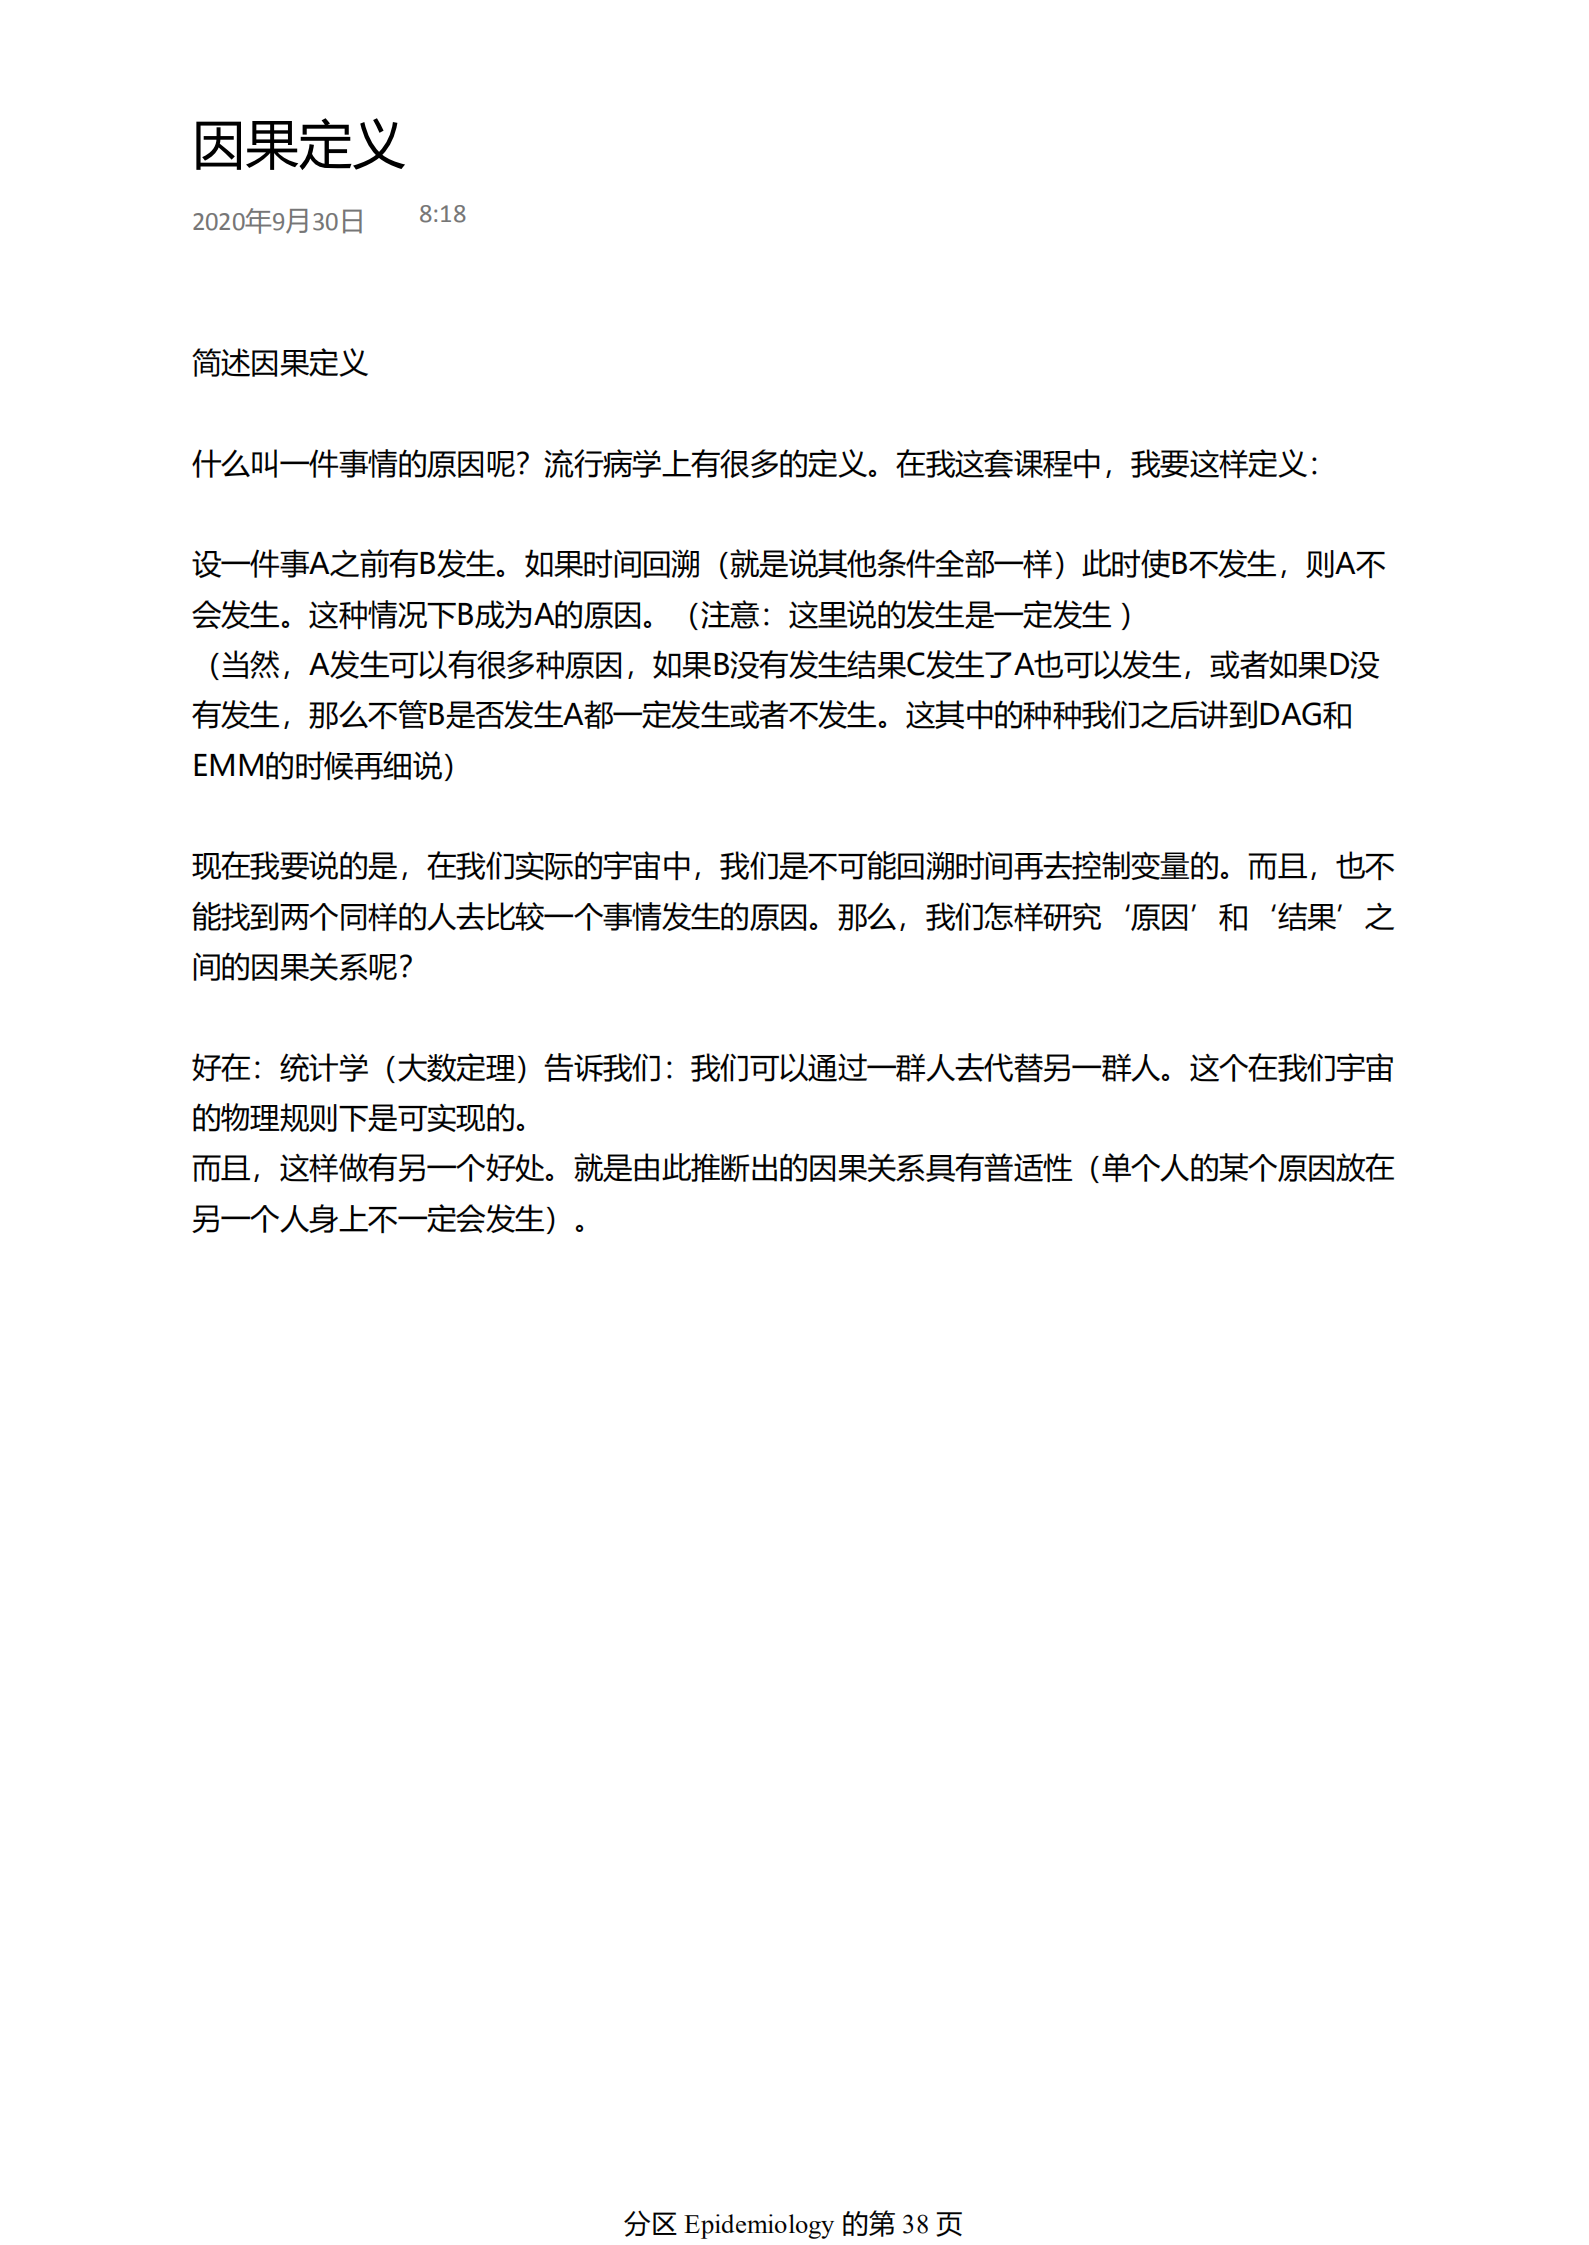 因果定义
2020年9月30日 8:18
简述因果定义
什么叫一件事情的原因呢？流行病学上有很多的定义。在我这套课程中，我要这样定义：
设一件事A之前有B发生。如果时间回溯（就是说其他条件全部一样）此时使B不发生，则A不
会发生。这种情况下B成为A的原因。（注意：这里说的发生是一定发生 ）
（当然，A发生可以有很多种原因，如果B没有发生结果C发生了A也可以发生，或者如果D没
有发生，那么不管B是否发生A都一定发生或者不发生。这其中的种种我们之后讲到DAG和
EMM的时候再细说）
现在我要说的是，在我们实际的宇宙中，我们是不可能回溯时间再去控制变量的。而且，也不
能找到两个同样的人去比较一个事情发生的原因。那么，我们怎样研究‘原因’和‘结果’之
间的因果关系呢？
好在：统计学（大数定理）告诉我们：我们可以通过一群人去代替另一群人。这个在我们宇宙
的物理规则下是可实现的。
而且，这样做有另一个好处。就是由此推断出的因果关系具有普适性（单个人的某个原因放在
另一个人身上不一定会发生）。
分区 Epidemiology 的第 38 页